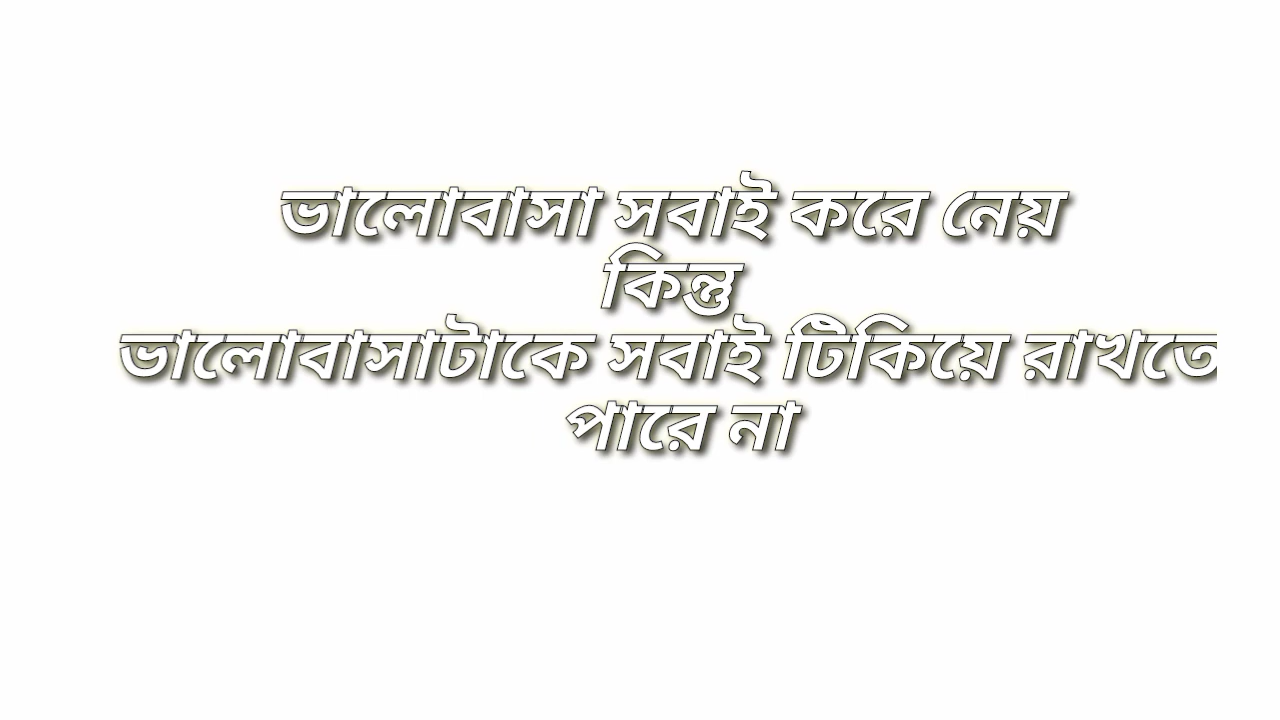 ভালোবাসা সবাই করে নেয়
কিন্তু
ভালোবাসাটাকে সবাই টিকিয়ে রাখতে
পারে না